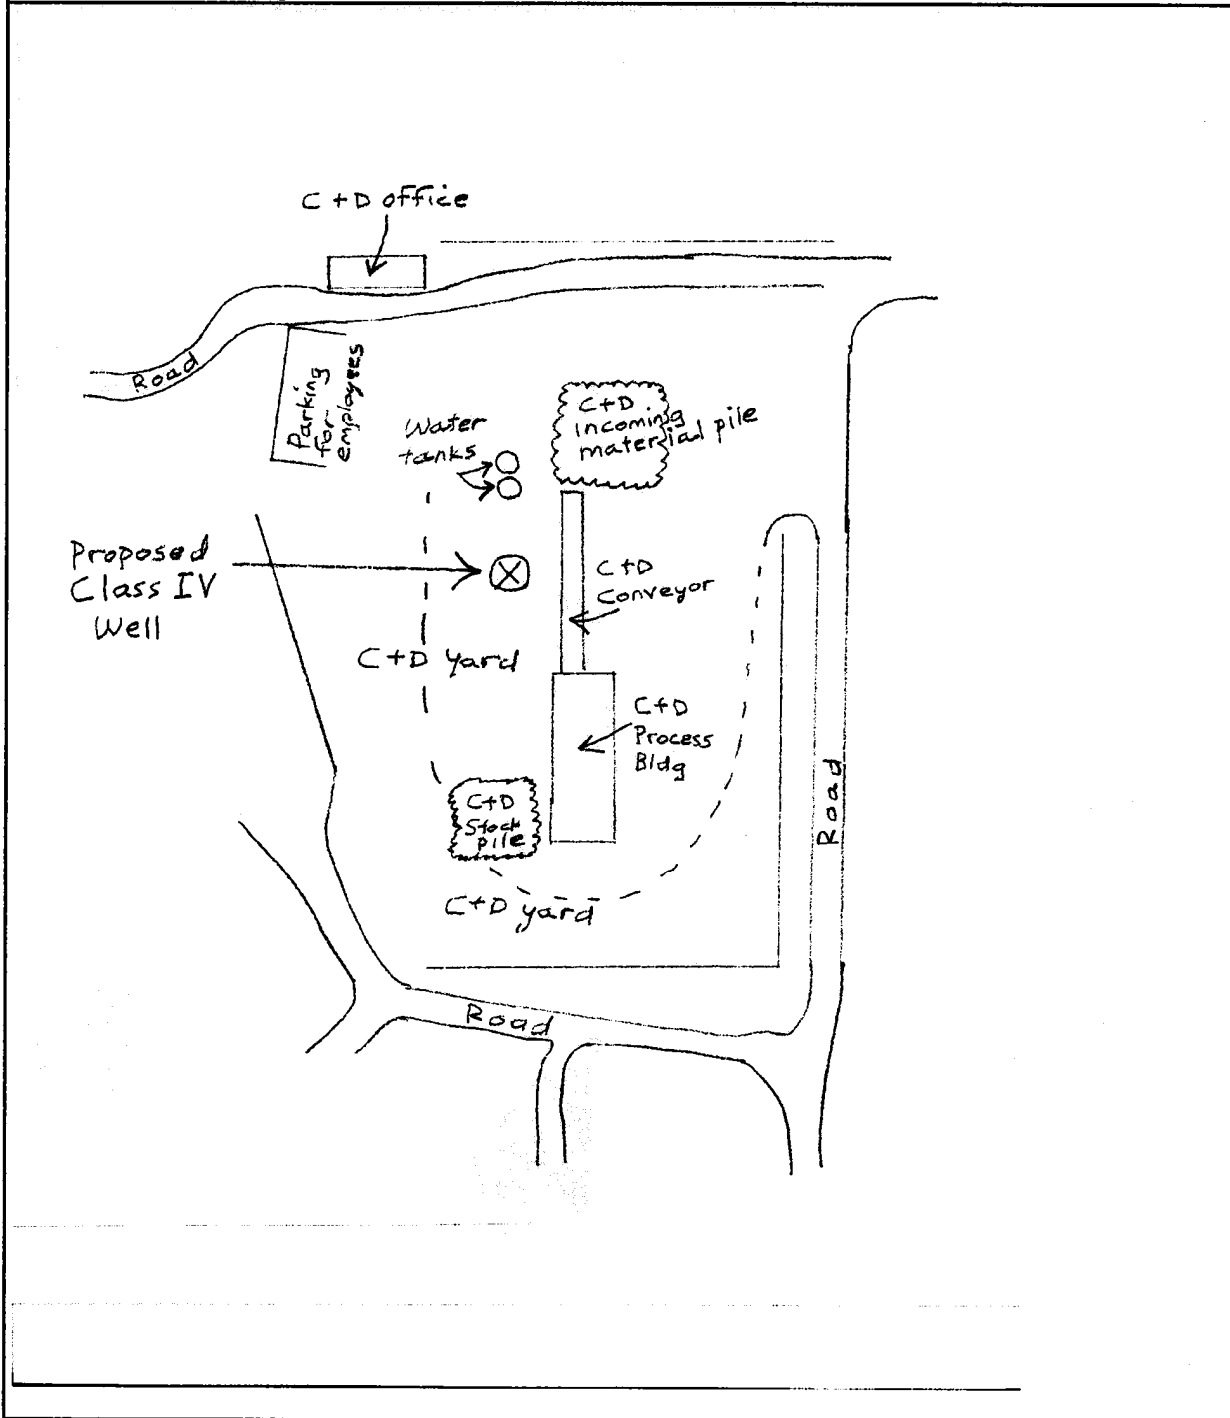 C+D office
Road
Parking
for
employees
Water
tanks
C+D
incoming
material pile
Proposed
Class IV
Well
C+D
Conveyor
C+D yard
C+D
Process
Bldg
C+D
Stock
pile
Road
C+D yard
Road